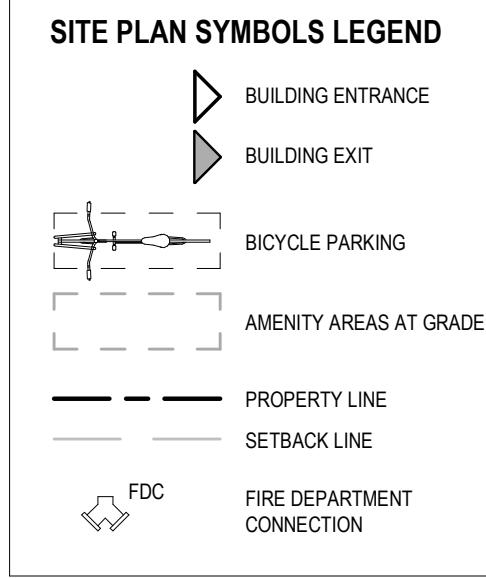 SITE PLAN SYMBOLS LEGEND
BUILDING ENTRANCE
BUILDING EXIT
BICYCLE PARKING
AMENITY AREAS AT GRADE
PROPERTY LINE
SETBACK LINE
FDC
FIRE DEPARTMENT
CONNECTION